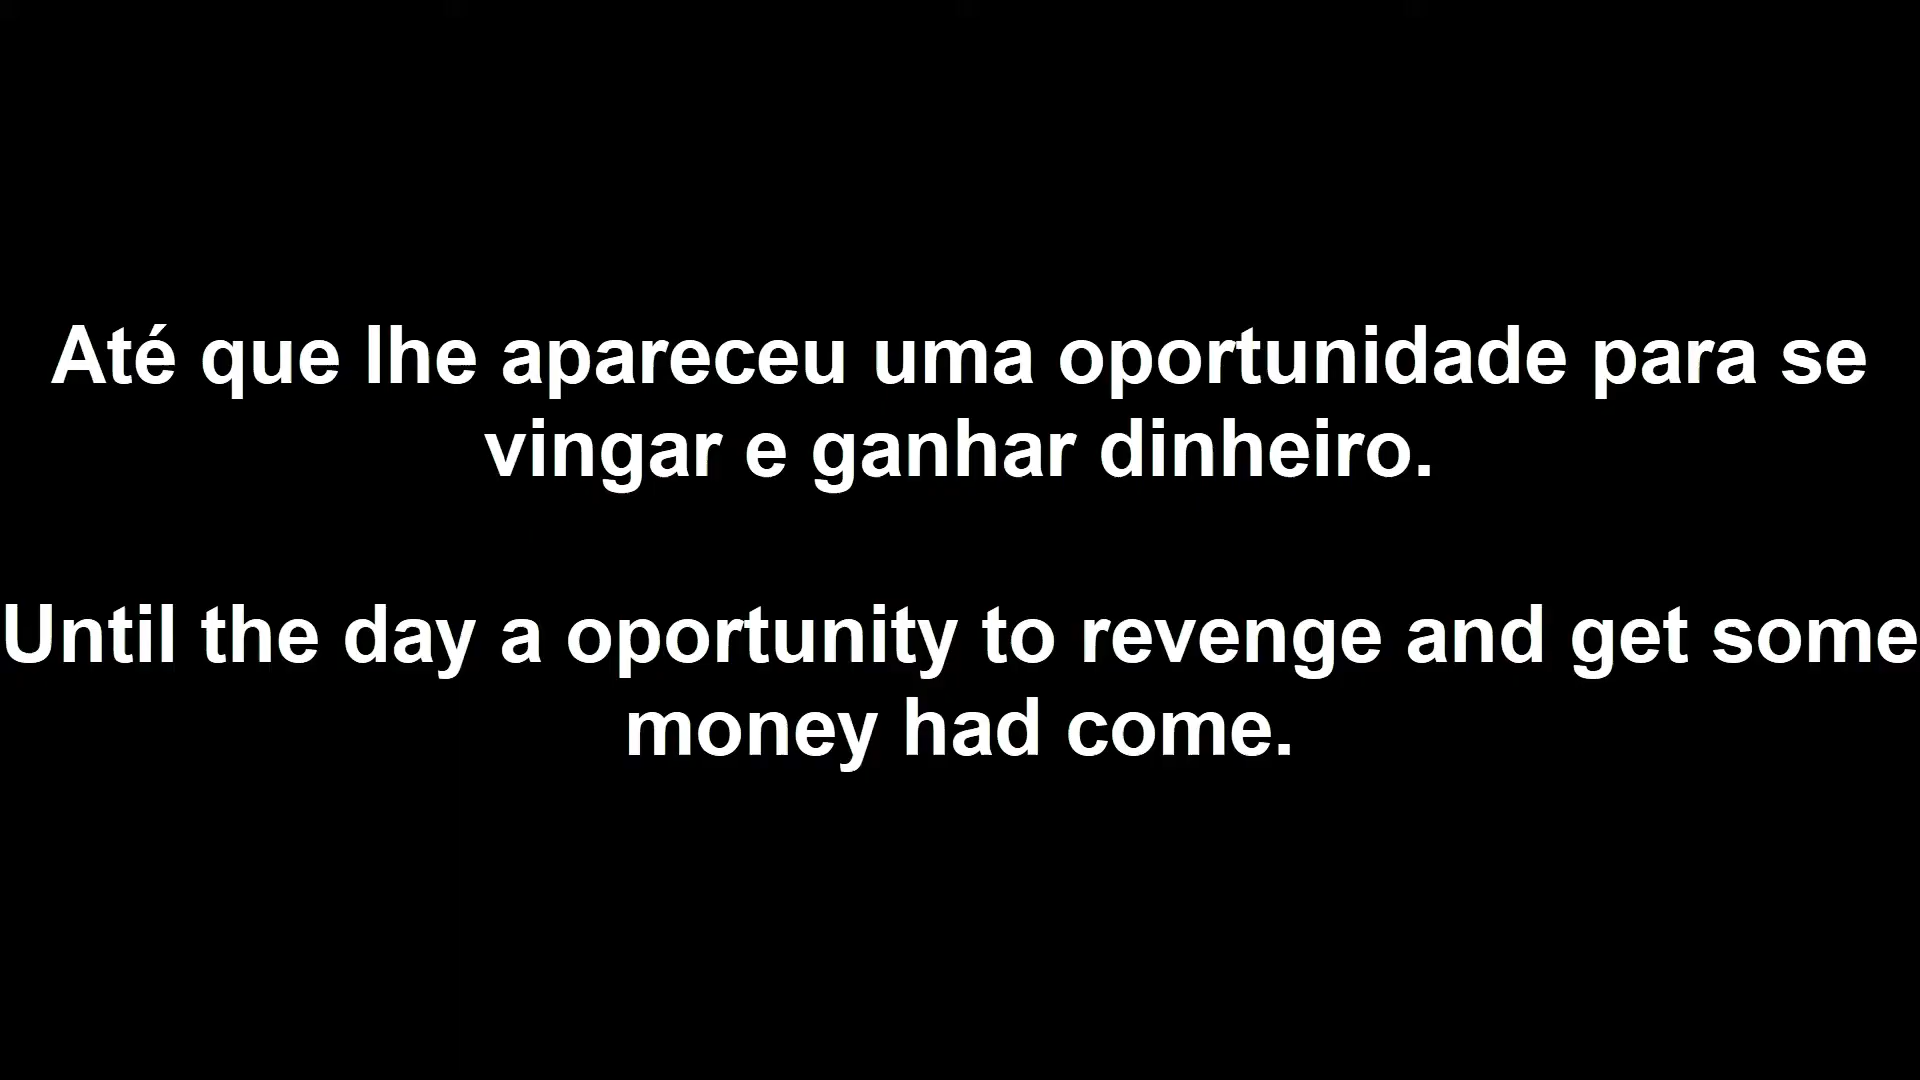 Até que lhe apareceu uma oportunidade para se
vingar e ganhar dinheiro.
Until the day a oportunity to revenge and get some
money had come.